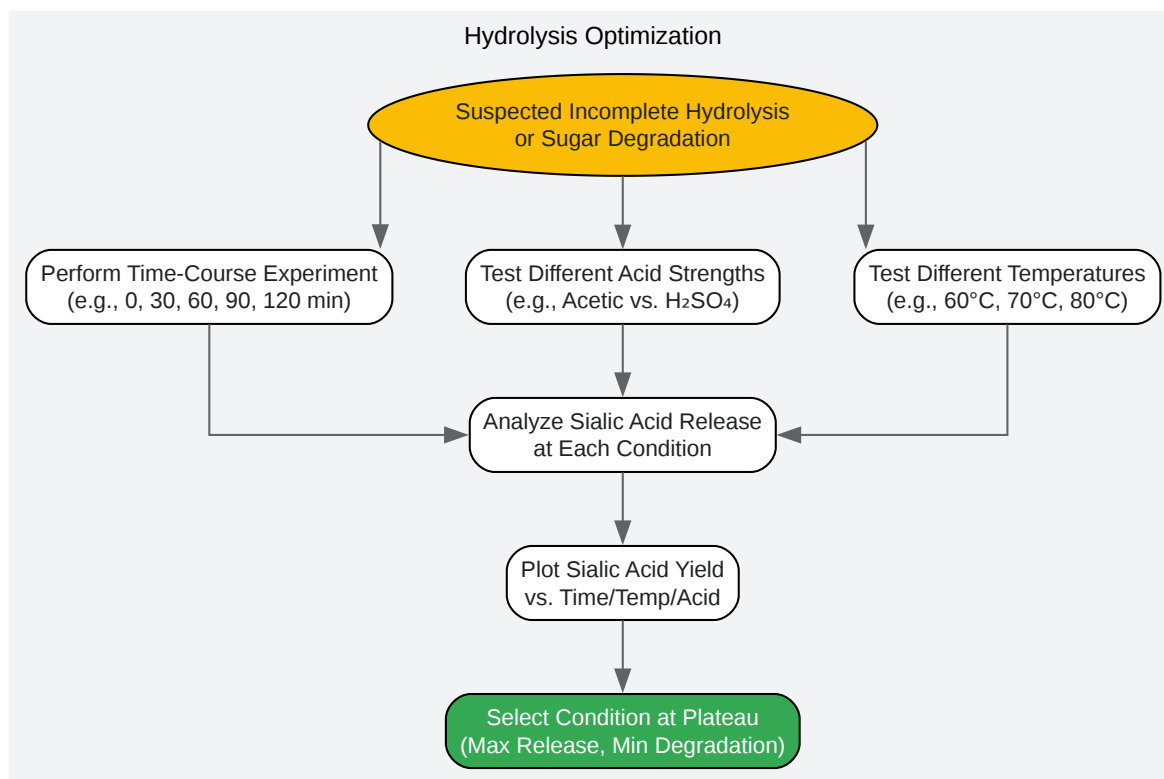 Hydrolysis Optimization
Suspected Incomplete Hydrolysis
or Sugar Degradation
Perform Time-Course Experiment
(e.g., 0, 30, 60, 90, 120 min)
Test Different Acid Strengths
(e.g., Acetic vs. H₂SO₄)
Test Different Temperatures
(e.g., 60°C, 70°C, 80°C)
Analyze Sialic Acid Release
at Each Condition
Plot Sialic Acid Yield
vs. Time/Temp/Acid
Select Condition at Plateau
(Max Release, Min Degradation)